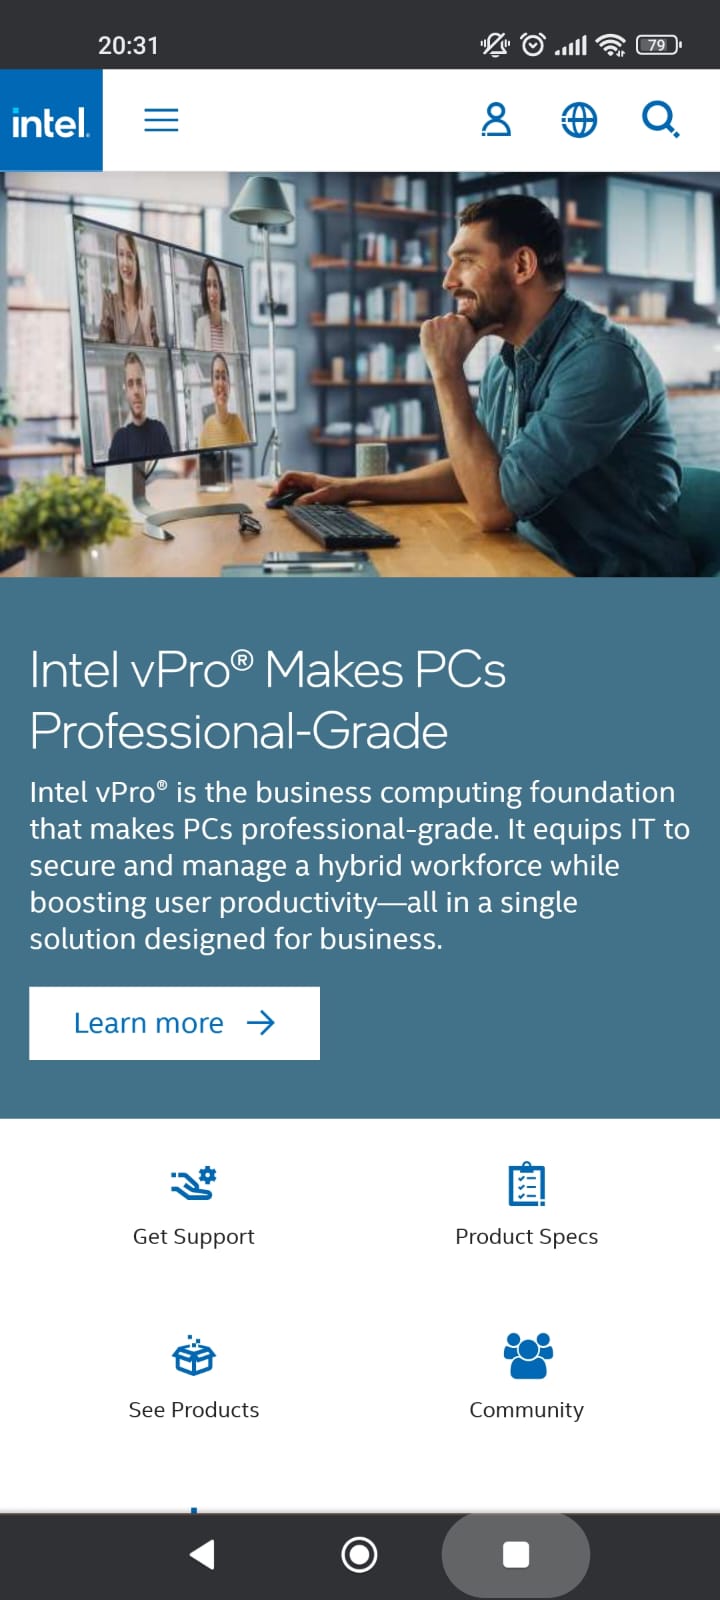 20:31
79
intel.
Intel vPro® Makes PCs
Professional-Grade
Intel vPro® is the business computing foundation
that makes PCs professional-grade. It equips IT to
secure and manage a hybrid workforce while
boosting user productivity—all in a single
solution designed for business.
Learn more
Get Support
Product Specs
See Products
Community